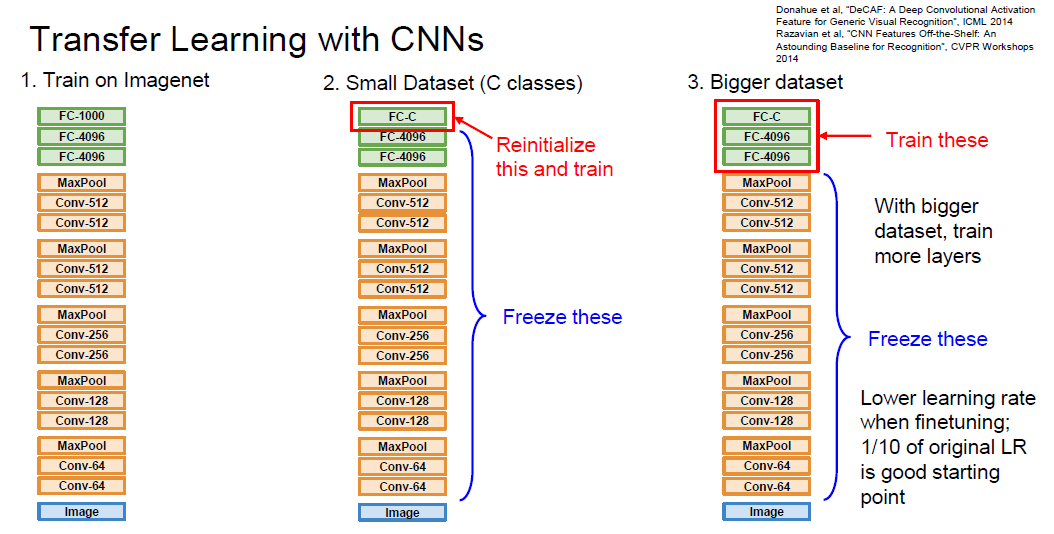 Donahue et al, "DeCAF: A Deep Convolutional Activation
Feature for Generic Visual Recognition", ICML 2014
Razavian et al, "CNN Features Off-the-Shelf: An
Astounding Baseline for Recognition", CVPR Workshops
2014
Transfer Learning with CNNs
1. Train on Imagenet
FC-1000
FC-4096
FC-4096
MaxPool
Conv-512
Conv-512
MaxPool
Conv-512
Conv-512
MaxPool
Conv-256
Conv-256
MaxPool
Conv-128
Conv-128
MaxPool
Conv-64
Conv-64
Image
2. Small Dataset (C classes)
FC-C
FC-4096
FC-4096
MaxPool
Conv-512
Conv-512
MaxPool
Conv-512
Conv-512
MaxPool
Conv-256
Conv-256
MaxPool
Conv-128
Conv-128
MaxPool
Conv-64
Conv-64
Image
Reinitialize
this and train
Freeze these
3. Bigger dataset
FC-C
FC-4096
FC-4096
MaxPool
Conv-512
Conv-512
MaxPool
Conv-512
Conv-512
MaxPool
Conv-256
Conv-256
MaxPool
Conv-128
Conv-128
MaxPool
Conv-64
Conv-64
Image
Train these
With bigger
dataset, train
more layers
Freeze these
Lower learning rate
when finetuning;
1/10 of original LR
is good starting
point